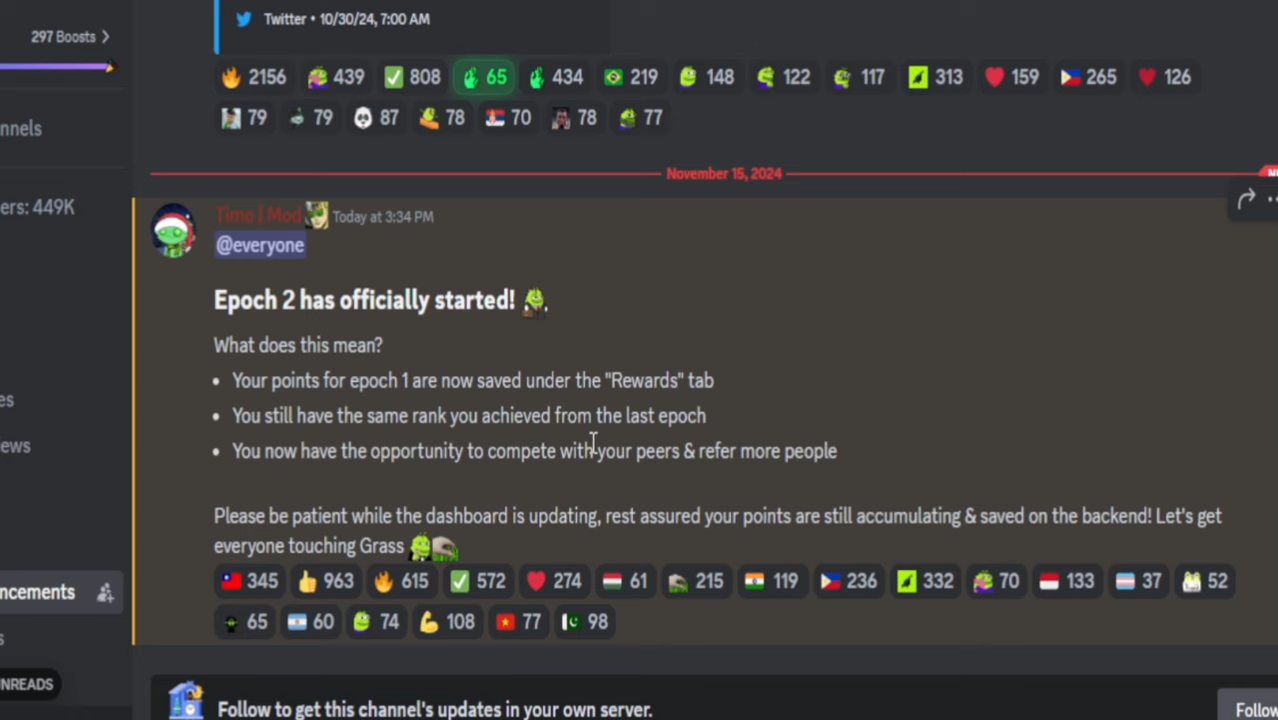 297 Boosts
Twitter • 10/30/24, 7:00 AM
2156 439 808 65 434 219 148 122 117 313 159 265 126
79 79 87 78 70 78 77
nnels
November 15, 2024
ers: 449K
Timo | Mod Today at 3:34 PM
@everyone
Epoch 2 has officially started!
What does this mean?
• Your points for epoch 1 are now saved under the "Rewards" tab
• You still have the same rank you achieved from the last epoch
• You now have the opportunity to compete with your peers & refer more people
es
ews
Please be patient while the dashboard is updating, rest assured your points are still accumulating & saved on the backend! Let's get
everyone touching Grass
345 963 615 572 274 61 215 119 236 332 70 133 37 52
65 60 74 108 77 98
ncements
s
NREADS
Follow to get this channel's updates in your own server.
Follow